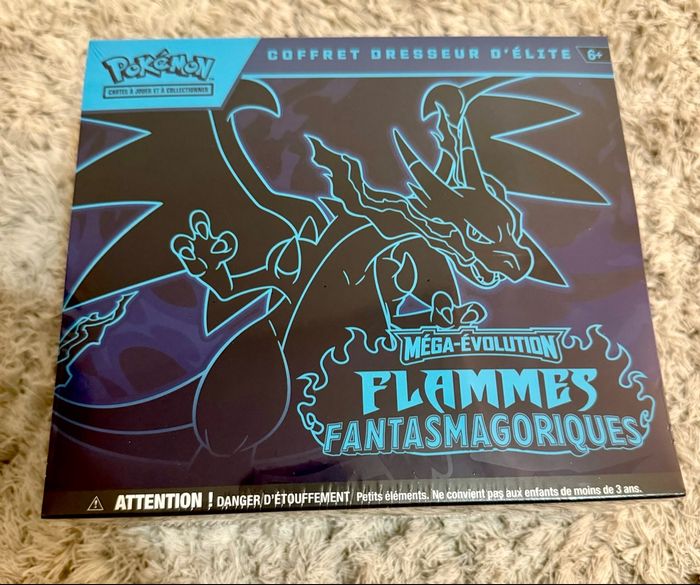 POKÉMON
CARTES À JOUER ET À COLLECTIONNER
COFFRET DRESSEUR D'ÉLITE 6+
MÉGA-ÉVOLUTION
FLAMMES
FANTASMAGORIQUES
ATTENTION ! DANGER D'ÉTOUFFEMENT Petits éléments. Ne convient pas aux enfants de moins de 3 ans.